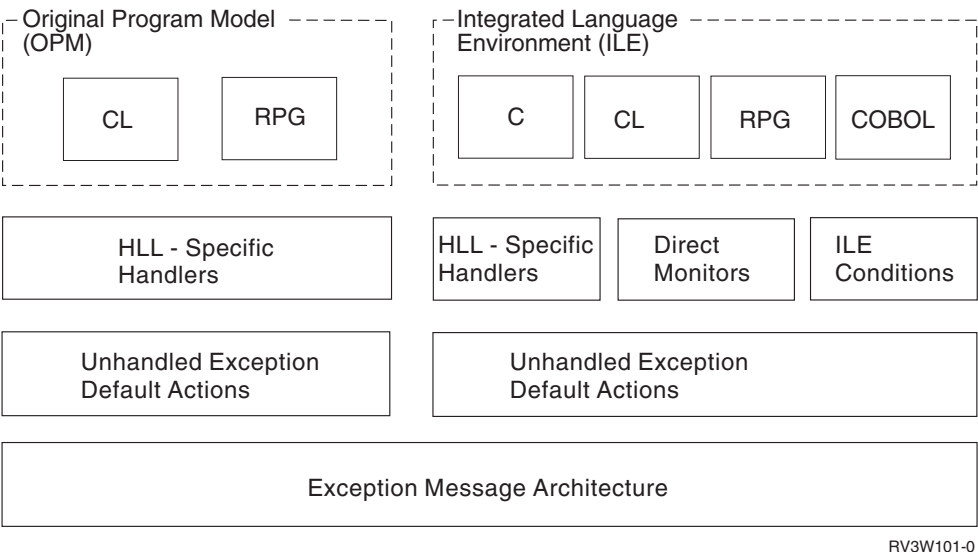 Original Program Model
(OPM)
Integrated Language
Environment (ILE)
CL
RPG
C
CL
RPG
COBOL
HLL - Specific
Handlers
HLL - Specific
Handlers
Direct
Monitors
ILE
Conditions
Unhandled Exception
Default Actions
Unhandled Exception
Default Actions
Exception Message Architecture
RV3W101-0